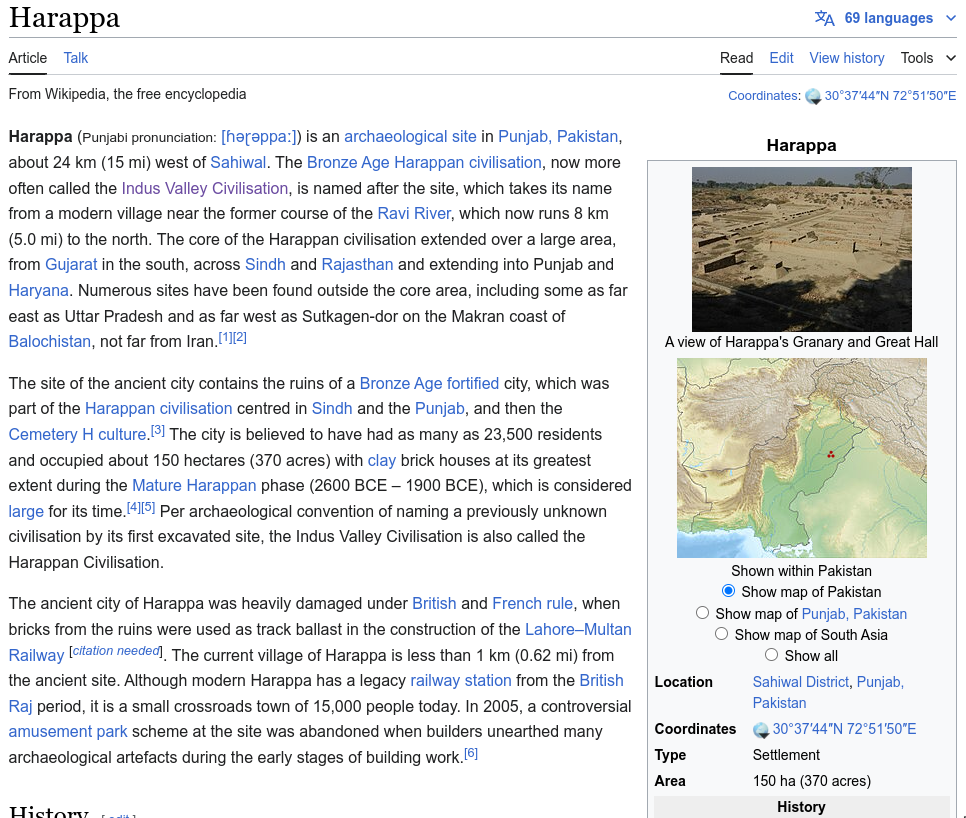 Harappa
69 languages
Article Talk
Read Edit View history Tools
From Wikipedia, the free encyclopedia
Coordinates: 30°37′44″N 72°51′50″E
Harappa (Punjabi pronunciation: [ɦəɽəppaː]) is an archaeological site in Punjab, Pakistan,
about 24 km (15 mi) west of Sahiwal. The Bronze Age Harappan civilisation, now more
often called the Indus Valley Civilisation, is named after the site, which takes its name
from a modern village near the former course of the Ravi River, which now runs 8 km
(5.0 mi) to the north. The core of the Harappan civilisation extended over a large area,
from Gujarat in the south, across Sindh and Rajasthan and extending into Punjab and
Haryana. Numerous sites have been found outside the core area, including some as far
east as Uttar Pradesh and as far west as Sutkagen-dor on the Makran coast of
Balochistan, not far from Iran.[1][2]
The site of the ancient city contains the ruins of a Bronze Age fortified city, which was
part of the Harappan civilisation centred in Sindh and the Punjab, and then the
Cemetery H culture.[3] The city is believed to have had as many as 23,500 residents
and occupied about 150 hectares (370 acres) with clay brick houses at its greatest
extent during the Mature Harappan phase (2600 BCE – 1900 BCE), which is considered
large for its time.[4][5] Per archaeological convention of naming a previously unknown
civilisation by its first excavated site, the Indus Valley Civilisation is also called the
Harappan Civilisation.
The ancient city of Harappa was heavily damaged under British and French rule, when
bricks from the ruins were used as track ballast in the construction of the Lahore–Multan
Railway [citation needed]. The current village of Harappa is less than 1 km (0.62 mi) from
the ancient site. Although modern Harappa has a legacy railway station from the British
Raj period, it is a small crossroads town of 15,000 people today. In 2005, a controversial
amusement park scheme at the site was abandoned when builders unearthed many
archaeological artefacts during the early stages of building work.[6]
History [ edit ]
Harappa
A view of Harappa's Granary and Great Hall
Shown within Pakistan
Show map of Pakistan
Show map of Punjab, Pakistan
Show map of South Asia
Show all
Location Sahiwal District, Punjab,
Pakistan
Coordinates 30°37′44″N 72°51′50″E
Type Settlement
Area 150 ha (370 acres)
History